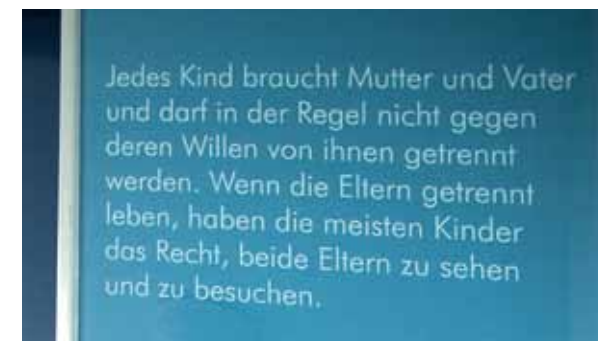 Jedes Kind braucht Mutter und Vater
und darf in der Regel nicht gegen
deren Willen von ihnen getrennt
werden. Wenn die Eltern getrennt
leben, haben die meisten Kinder
das Recht, beide Eltern zu sehen
und zu besuchen.